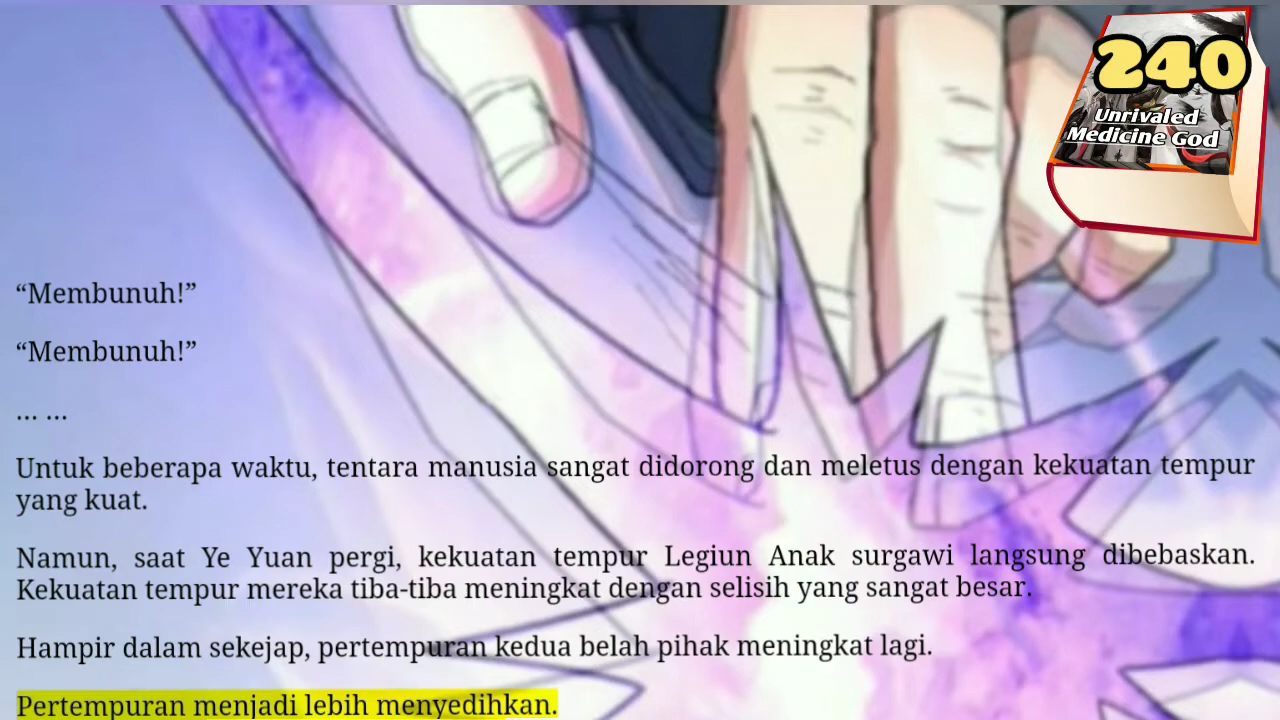 240
Unrivaled
Medicine God
“Membunuh!”
“Membunuh!”
... ...
Untuk beberapa waktu, tentara manusia sangat didorong dan meletus dengan kekuatan tempur
yang kuat.
Namun, saat Ye Yuan pergi, kekuatan tempur Legiun Anak surgawi langsung dibebaskan.
Kekuatan tempur mereka tiba-tiba meningkat dengan selisih yang sangat besar.
Hampir dalam sekejap, pertempuran kedua belah pihak meningkat lagi.
Pertempuran menjadi lebih menyedihkan.